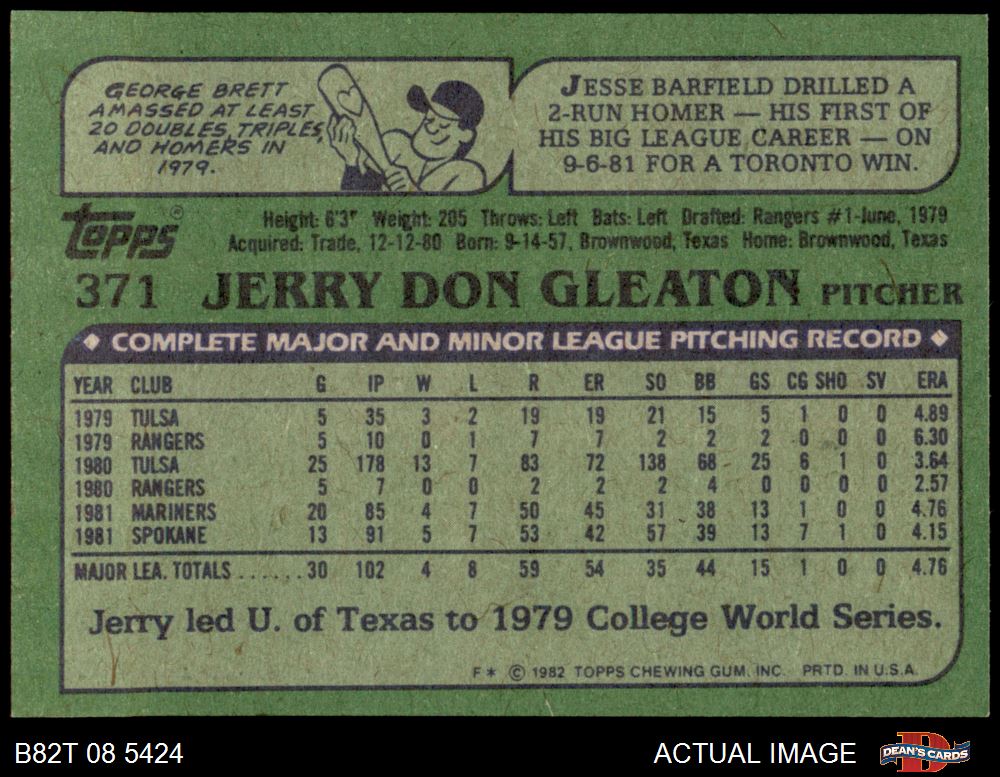 GEORGE BRETT
AMASSED AT LEAST
20 DOUBLES, TRIPLES,
AND HOMERS IN
1979.
JESSE BARFIELD DRILLED A
2-RUN HOMER — HIS FIRST OF
HIS BIG LEAGUE CAREER — ON
9-6-81 FOR A TORONTO WIN.
Topps®
Height: 6'3" Weight: 205 Throws: Left Bats: Left Drafted: Rangers #1-June, 1979
Acquired: Trade, 12-12-80 Born: 9-14-57, Brownwood, Texas Home: Brownwood, Texas
371 JERRY DON GLEATON PITCHER
◆ COMPLETE MAJOR AND MINOR LEAGUE PITCHING RECORD ◆
YEAR CLUB G IP W L R ER SO BB GS CG SHO SV ERA
1979 TULSA 5 35 3 2 19 19 21 15 5 1 0 0 4.89
1979 RANGERS 5 10 0 1 7 7 2 2 2 0 0 0 6.30
1980 TULSA 25 178 13 7 83 72 138 68 25 6 1 0 3.64
1980 RANGERS 5 7 0 0 2 2 2 4 0 0 0 0 2.57
1981 MARINERS 20 85 4 7 50 45 31 38 13 1 0 0 4.76
1981 SPOKANE 13 91 5 7 53 42 57 39 13 7 1 0 4.15
MAJOR LEA. TOTALS ......30 102 4 8 59 54 35 44 15 1 0 0 4.76
Jerry led U. of Texas to 1979 College World Series.
F * © 1982 TOPPS CHEWING GUM, INC. PRTD. IN U.S.A.
B82T 08 5424 ACTUAL IMAGE DEAN'S CARDS